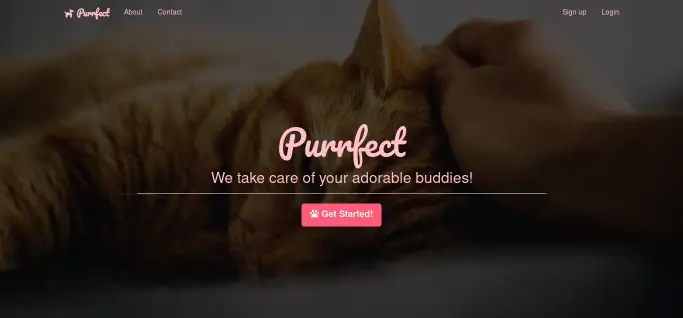 Purrfect About Contact Sign up Login
Purrfect
We take care of your adorable buddies!
Get Started!